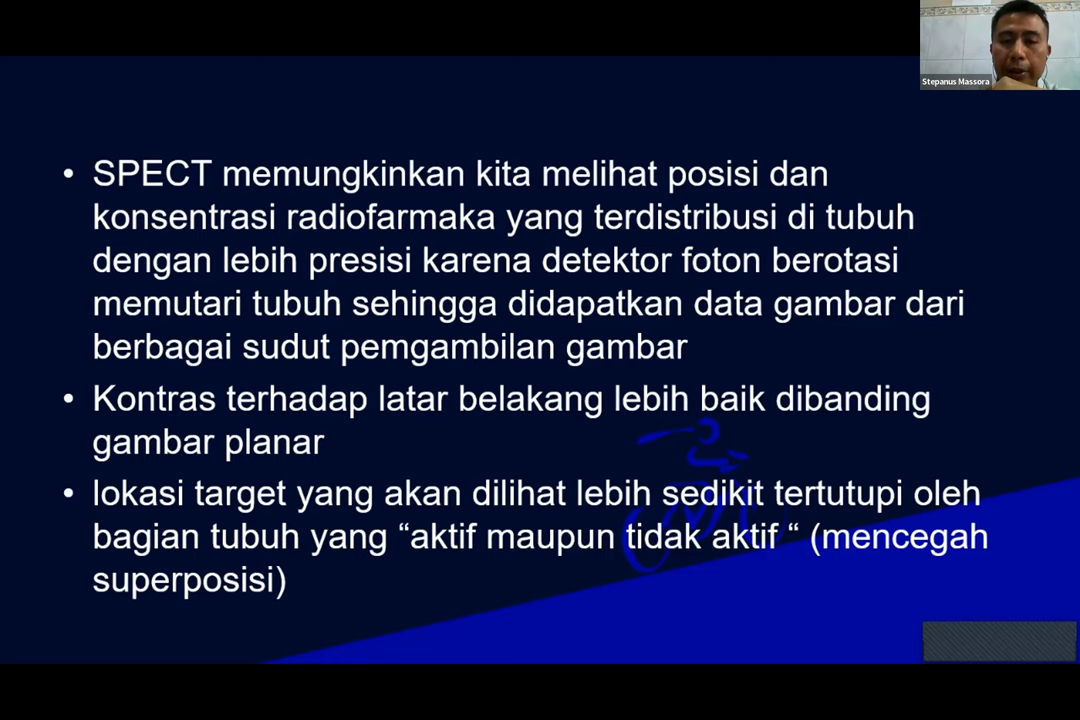 Stepanus Massora
• SPECT memungkinkan kita melihat posisi dan
konsentrasi radiofarmaka yang terdistribusi di tubuh
dengan lebih presisi karena detektor foton berotasi
memutari tubuh sehingga didapatkan data gambar dari
berbagai sudut pemgambilan gambar
• Kontras terhadap latar belakang lebih baik dibanding
gambar planar
• lokasi target yang akan dilihat lebih sedikit tertutupi oleh
bagian tubuh yang “aktif maupun tidak aktif “ (mencegah
superposisi)